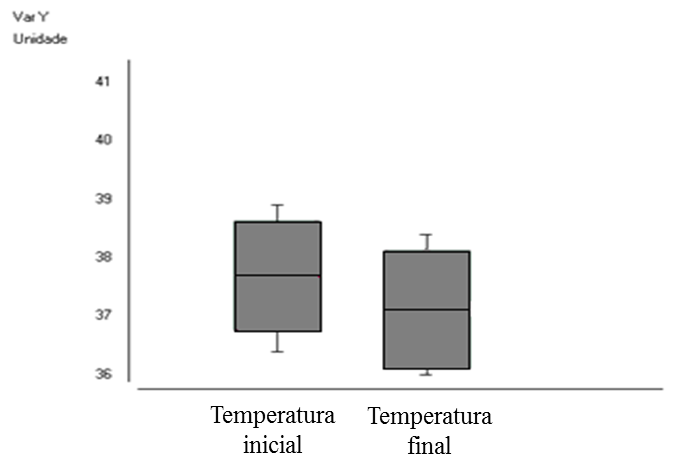 Var Y
Unidade
41
40
39
38
37
36
Temperatura
inicial
Temperatura
final